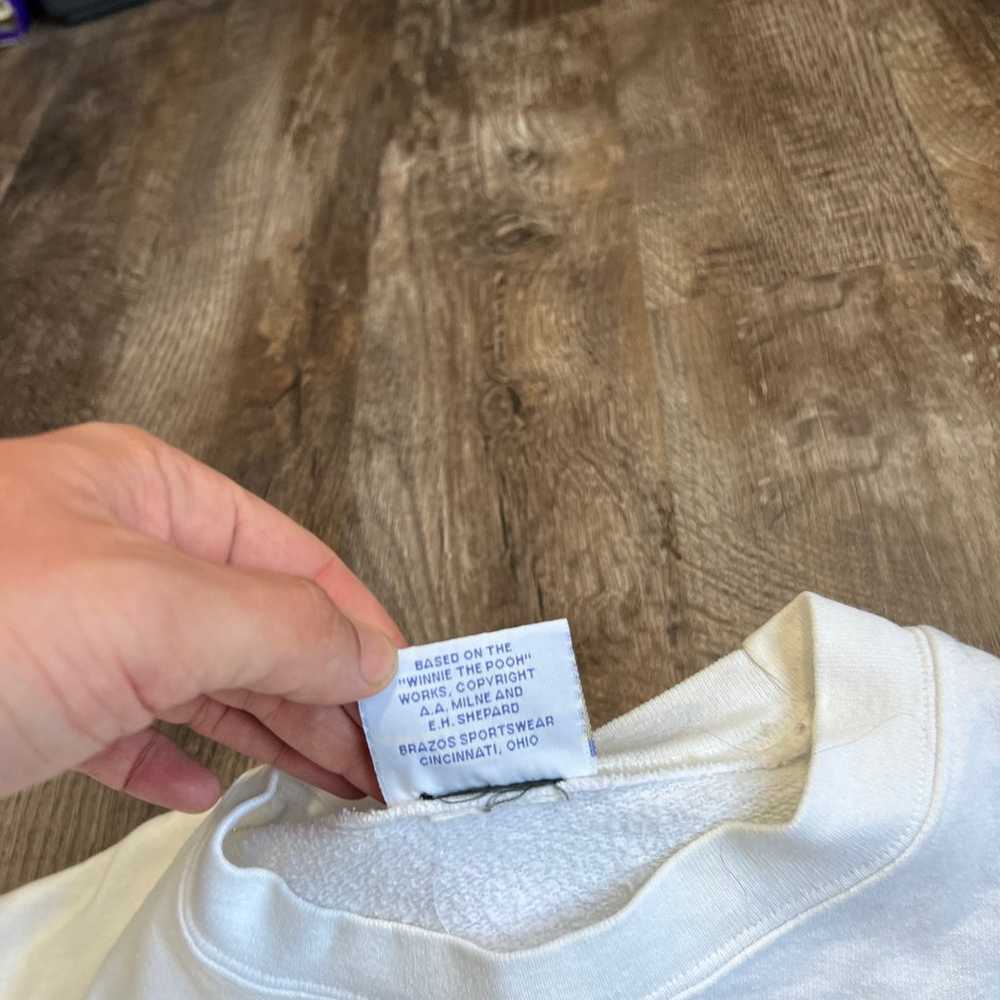 BASED ON THE
"WINNIE THE POOH"
WORKS, COPYRIGHT
A.A. MILNE AND
E.H. SHEPARD
BRAZOS SPORTSWEAR
CINCINNATI, OHIO